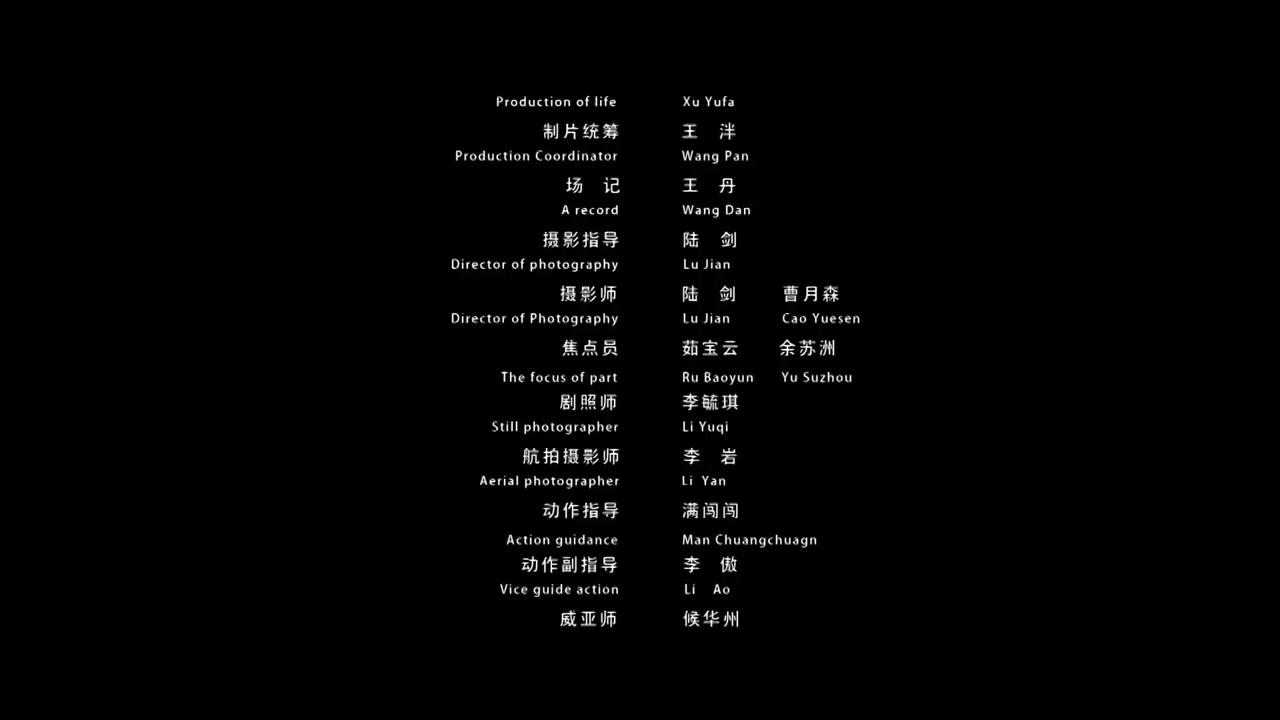 Production of life Xu Yufa
制片统筹 王 泮
Production Coordinator Wang Pan
场 记 王 丹
A record Wang Dan
摄影指导 陆 剑
Director of photography Lu Jian
摄影师 陆 剑 曹月森
Director of Photography Lu Jian Cao Yuesen
焦点员 茹宝云 余苏洲
The focus of part Ru Baoyun Yu Suzhou
剧照师 李毓琪
Still photographer Li Yuqi
航拍摄影师 李 岩
Aerial photographer Li Yan
动作指导 满闯闯
Action guidance Man Chuangchuagn
动作副指导 李 傲
Vice guide action Li Ao
威亚师 候华州